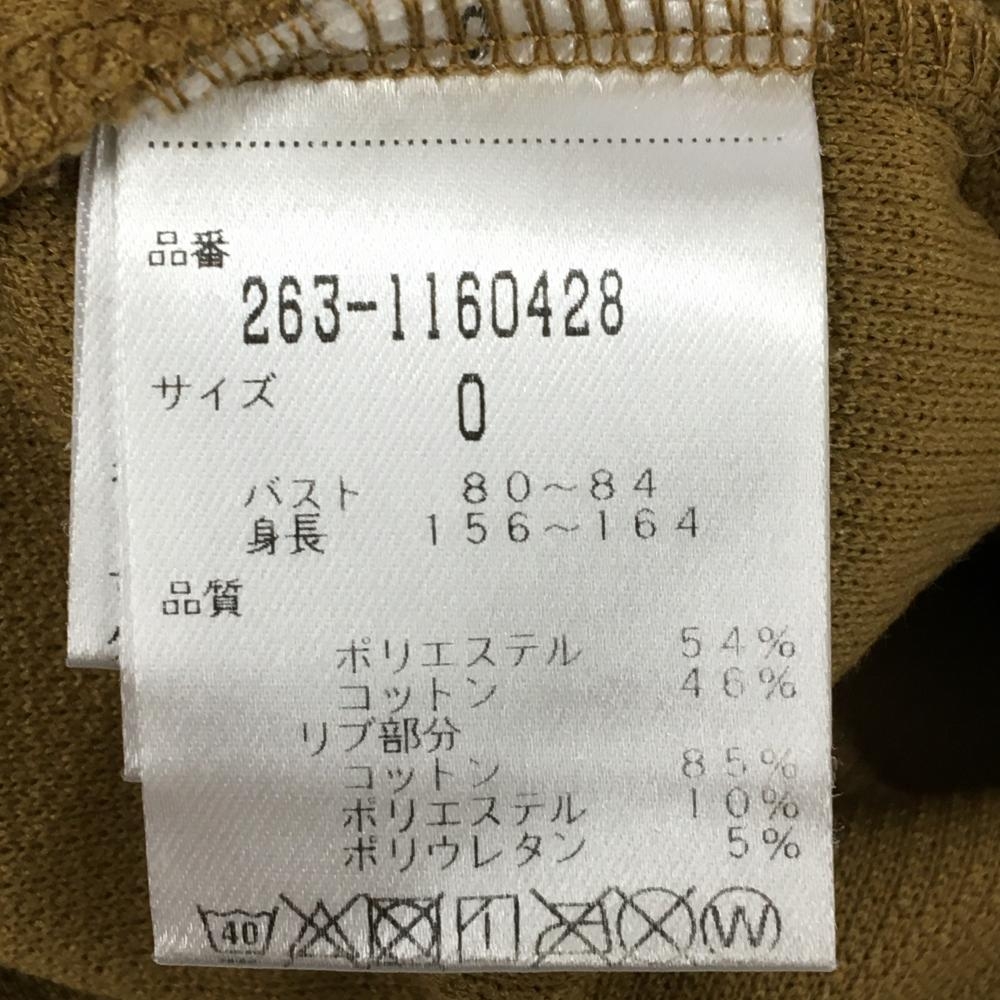 品番
263-1160428
サイズ 0
バスト 80～84
身長 156～164
品質
ポリエステル 54%
コットン 46%
リブ部分
コットン 85%
ポリエステル 10%
ポリウレタン 5%
40 W